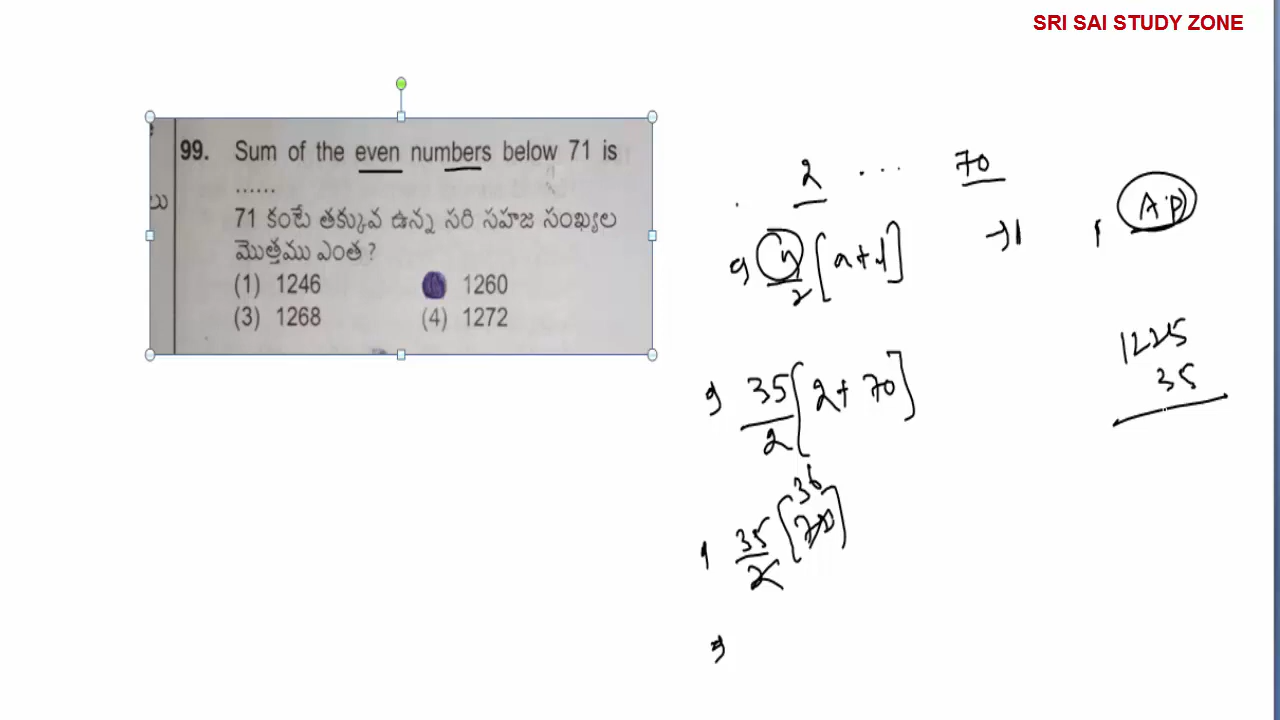 SRI SAI STUDY ZONE
99. Sum of the even numbers below 71 is
......
71 కంటే తక్కువ ఉన్న సరి సహజ సంఖ్యల
మొత్తము ఎంత ?
(1) 1246 1260
(3) 1268 (4) 1272
2 ... 70
A.P
n/2 [a+l]
35/2 [2+70]
1225
35
36
35/2 [72]